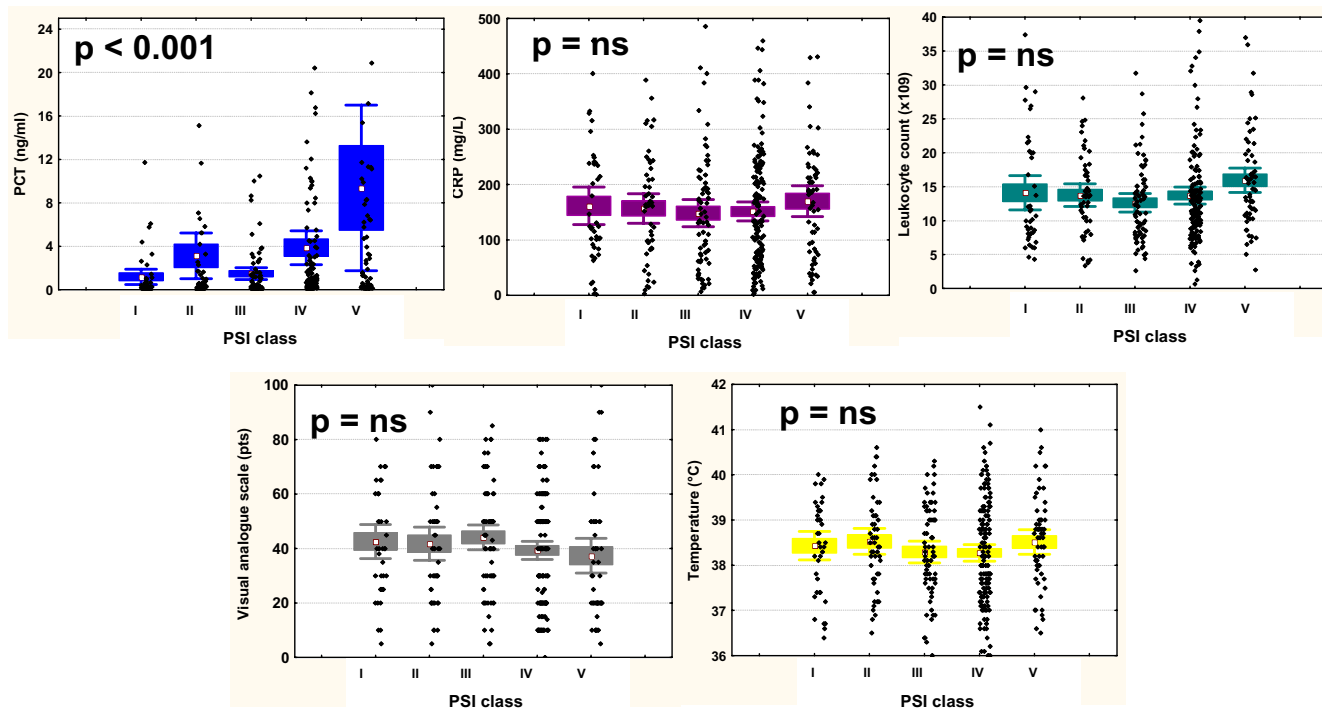 p < 0.001
PCT (ng/ml)
24
20
16
12
8
4
0
I II III IV V
PSI class
p = ns
CRP (mg/L)
500
400
300
200
100
0
I II III IV V
PSI class
p = ns
Leukocyte count (x109)
40
35
30
25
20
15
10
5
0
I II III IV V
PSI class
p = ns
Visual analogue scale (pts)
100
80
60
40
20
0
I II III IV V
PSI class
p = ns
Temperature (°C)
42
41
40
39
38
37
36
I II III IV V
PSI class